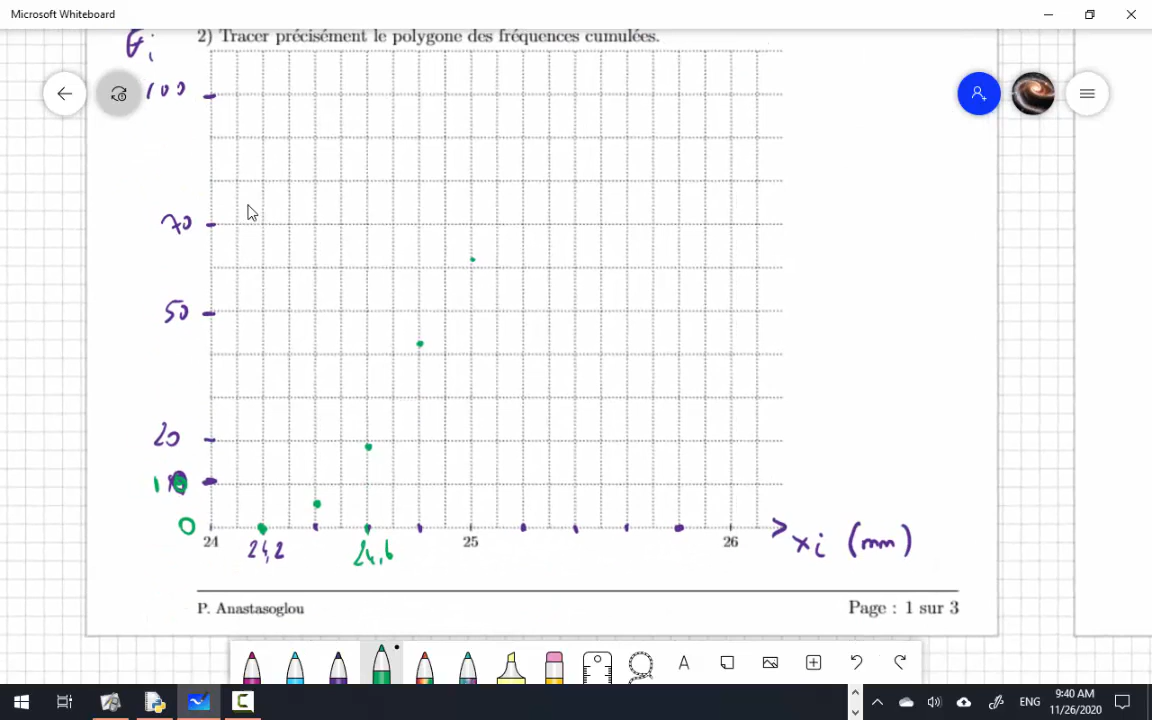 Microsoft Whiteboard
2) Tracer précisément le polygone des fréquences cumulées.
100
70
50
20
10
0
24
25
26
24,2
24,6
xi (mm)
P. Anastasoglou
Page : 1 sur 3
A
ENG
9:40 AM
11/26/2020